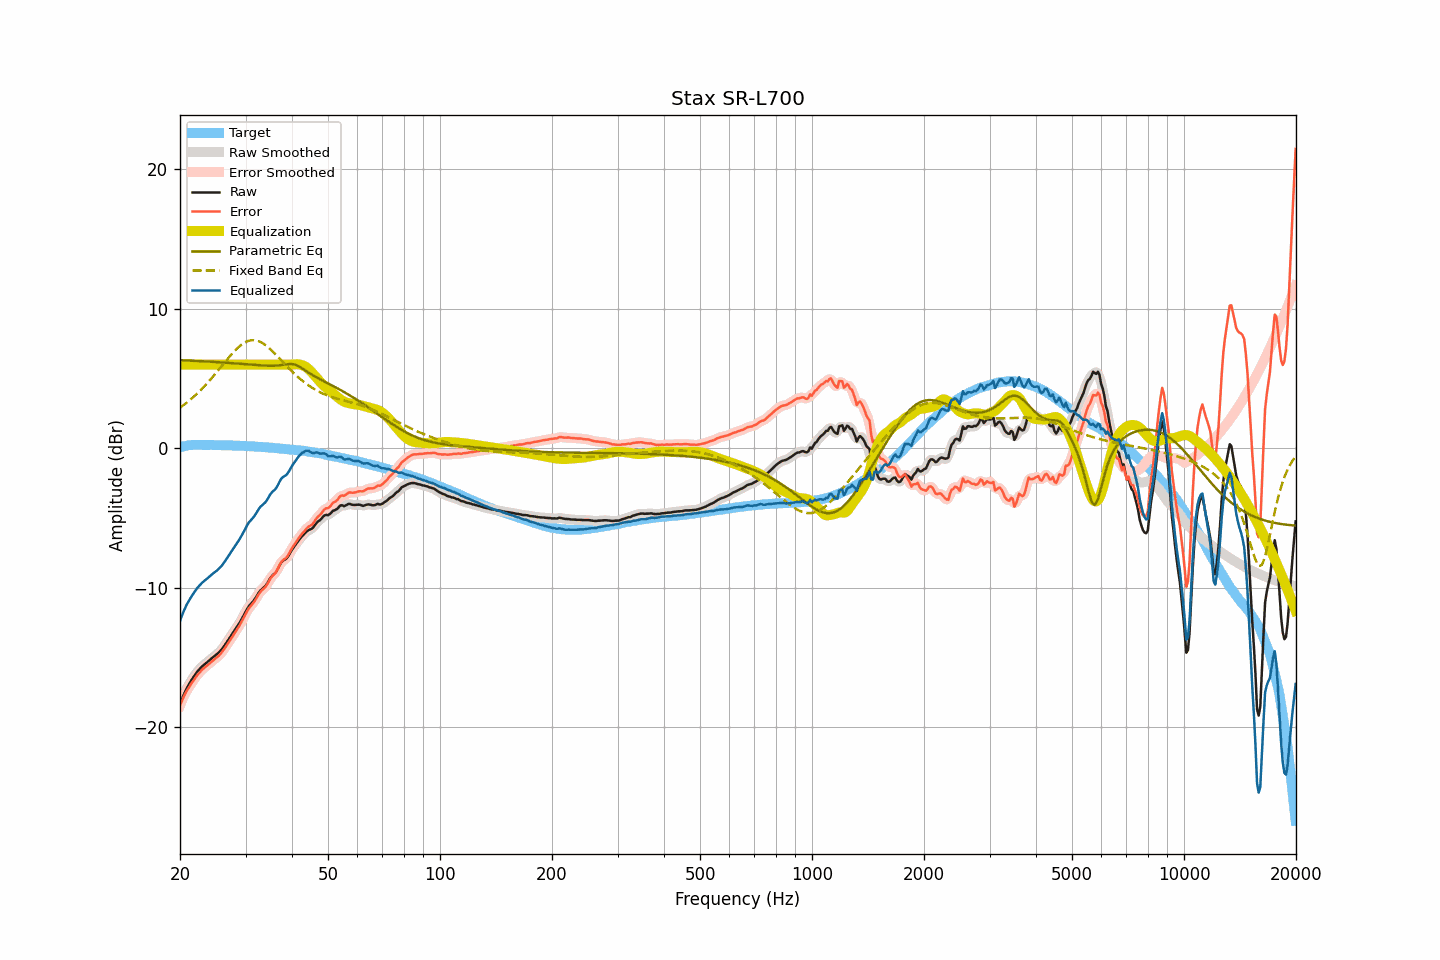 Stax SR-L700
Target
Raw Smoothed
Error Smoothed
Raw
Error
Equalization
Parametric Eq
Fixed Band Eq
Equalized
Amplitude (dBr)
20
10
0
−10
−20
20 50 100 200 500 1000 2000 5000 10000 20000
Frequency (Hz)